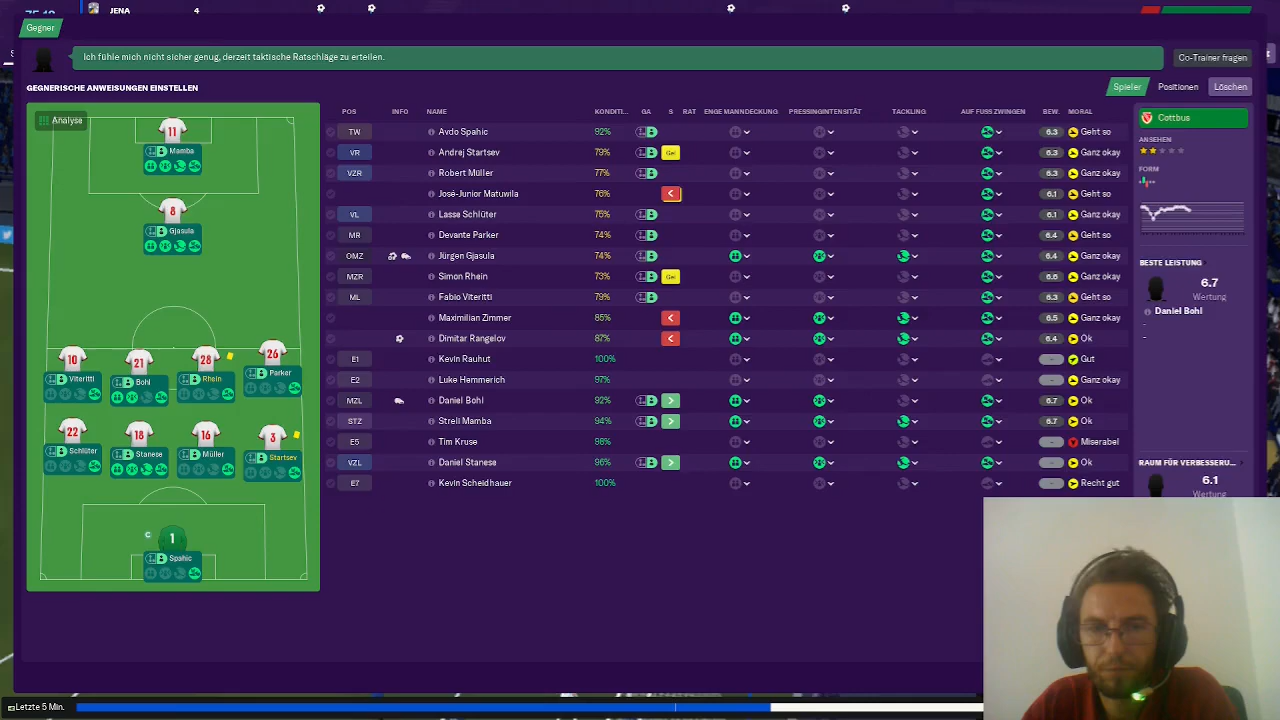 75:18 JENA 4
Gegner
Ich fühle mich nicht sicher genug, derzeit taktische Ratschläge zu erteilen.
Co-Trainer fragen
GEGNERISCHE ANWEISUNGEN EINSTELLEN
Spieler Positionen Löschen
Analyse
POS INFO NAME KONDITI... GA S RAT ENGE MANNDECKUNG PRESSINGINTENSITÄT TACKLING AUF FUSS ZWINGEN BEW. MORAL
TW Avdo Spahic 92% 6.3 Geht so
VR Andrej Startsev 79% Gel 6.3 Ganz okay
VZR Robert Müller 77% 6.3 Ganz okay
José-Junior Matuwila 76% 6.1 Geht so
VL Lasse Schlüter 75% 6.1 Ganz okay
MR Devante Parker 74% 6.4 Geht so
OMZ Jürgen Gjasula 74% 6.4 Ganz okay
MZR Simon Rhein 73% Gel 6.6 Ganz okay
ML Fabio Viteritti 79% 6.3 Geht so
Maximilian Zimmer 85% 6.5 Ganz okay
Dimitar Rangelov 87% 6.4 Ok
E1 Kevin Rauhut 100% - Gut
E2 Luke Hemmerich 97% - Ganz okay
MZL Daniel Bohl 92% 6.7 Ok
STZ Streli Mamba 94% 6.7 Ok
E5 Tim Kruse 98% - Miserabel
VZL Daniel Stanese 96% - Ok
E7 Kevin Scheidhauer 100% - Recht gut
11
Mamba
8
Gjasula
10 21 28 26
Viteritti Bohl Rhein Parker
22 18 16 3
Schlüter Stanese Müller Startsev
C 1
Spahic
Cottbus
ANSEHEN
FORM
BESTE LEISTUNG
6.7
Wertung
Daniel Bohl
-
-
RAUM FÜR VERBESSERU...
6.1
Wertung
Letzte 5 Min.